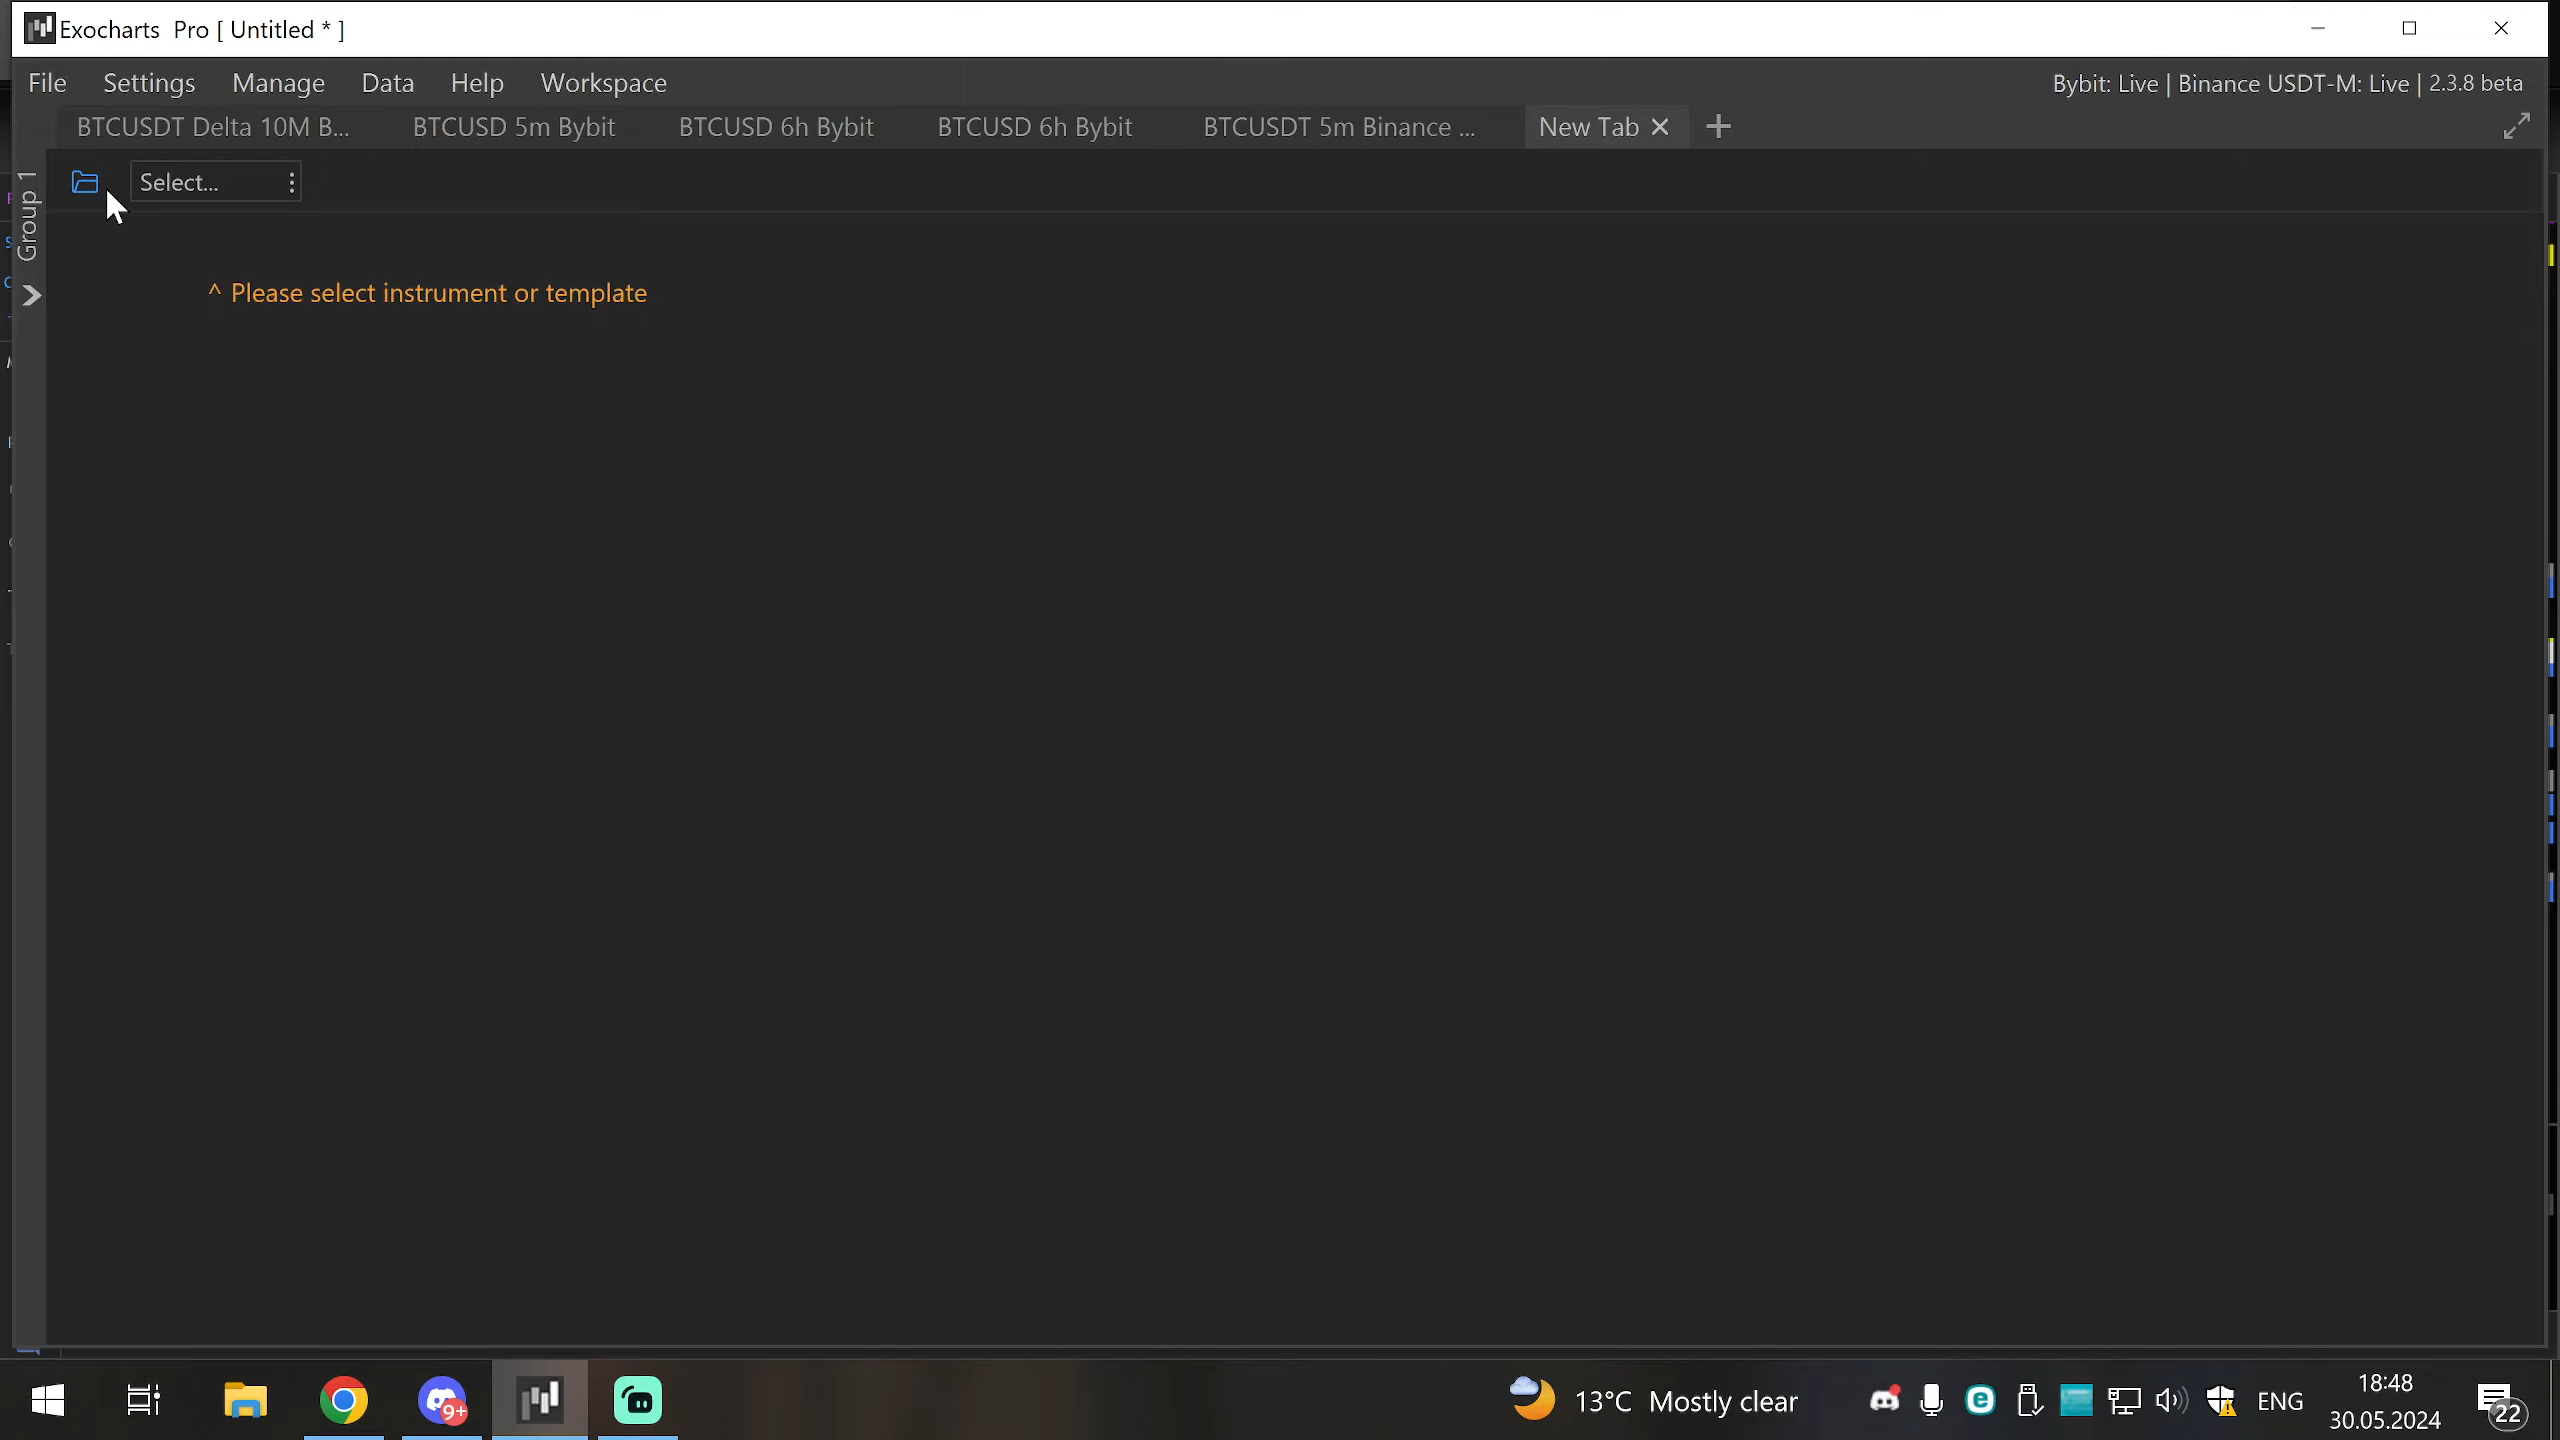 Exocharts Pro [ Untitled * ]
File Settings Manage Data Help Workspace
Bybit: Live | Binance USDT-M: Live | 2.3.8 beta
BTCUSDT Delta 10M B... BTCUSD 5m Bybit BTCUSD 6h Bybit BTCUSD 6h Bybit BTCUSDT 5m Binance ... New Tab
Group 1
Select...
^ Please select instrument or template
9+
13°C Mostly clear
ENG
18:48
30.05.2024
22